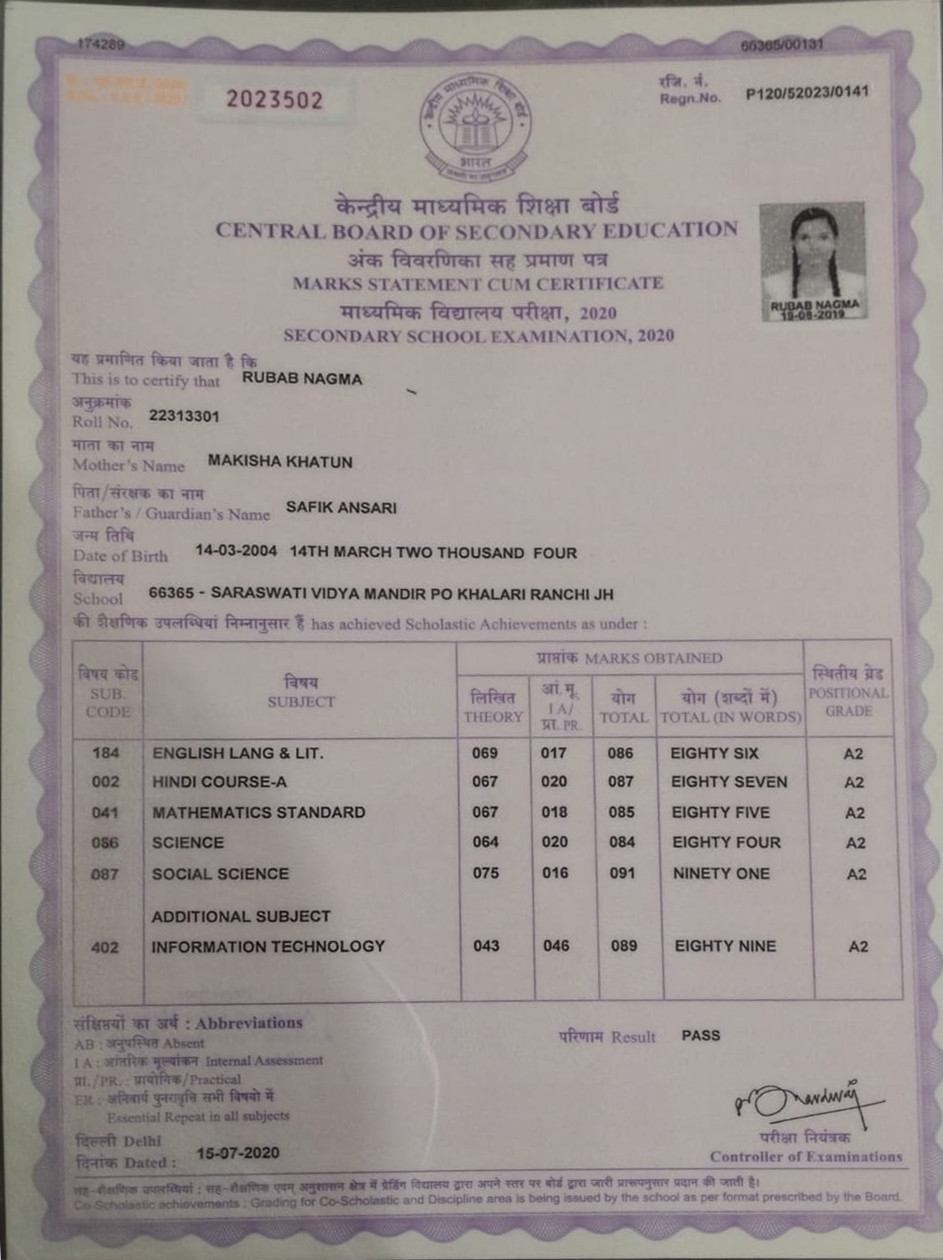 174289
66365/00131
2023502
रजि. नं.
Regn.No. P120/52023/0141
केन्द्रीय माध्यमिक शिक्षा बोर्ड
भारत
केन्द्रीय माध्यमिक शिक्षा बोर्ड
CENTRAL BOARD OF SECONDARY EDUCATION
अंक विवरणिका सह प्रमाण पत्र
MARKS STATEMENT CUM CERTIFICATE
माध्यमिक विद्यालय परीक्षा, 2020
SECONDARY SCHOOL EXAMINATION, 2020
RUBAB NAGMA
19-08-2019
यह प्रमाणित किया जाता है कि
This is to certify that RUBAB NAGMA
अनुक्रमांक
Roll No. 22313301
माता का नाम
Mother's Name MAKISHA KHATUN
पिता/संरक्षक का नाम
Father's / Guardian's Name SAFIK ANSARI
जन्म तिथि
Date of Birth 14-03-2004 14TH MARCH TWO THOUSAND FOUR
विद्यालय
School 66365 - SARASWATI VIDYA MANDIR PO KHALARI RANCHI JH
की शैक्षणिक उपलब्धियां निम्नानुसार हैं has achieved Scholastic Achievements as under :
विषय कोड
SUB.
CODE
विषय
SUBJECT
प्राप्तांक MARKS OBTAINED
लिखित
THEORY
आं.मू.
I A/
प्रा. PR.
योग
TOTAL
योग (शब्दों में)
TOTAL (IN WORDS)
स्थितीय ग्रेड
POSITIONAL
GRADE
184 ENGLISH LANG & LIT. 069 017 086 EIGHTY SIX A2
002 HINDI COURSE-A 067 020 087 EIGHTY SEVEN A2
041 MATHEMATICS STANDARD 067 018 085 EIGHTY FIVE A2
086 SCIENCE 064 020 084 EIGHTY FOUR A2
087 SOCIAL SCIENCE 075 016 091 NINETY ONE A2
ADDITIONAL SUBJECT
402 INFORMATION TECHNOLOGY 043 046 089 EIGHTY NINE A2
संक्षिप्तयों का अर्थ : Abbreviations
AB : अनुपस्थित Absent
I A : आंतरिक मूल्यांकन Internal Assessment
प्रा./PR. : प्रायोगिक/Practical
ER : अनिवार्य पुनरावृत्ति सभी विषयो में
Essential Repeat in all subjects
परिणाम Result PASS
दिल्ली Delhi
दिनांक Dated : 15-07-2020
परीक्षा नियंत्रक
Controller of Examinations
सह-शैक्षणिक उपलब्धियां : सह-शैक्षणिक एवम् अनुशासन क्षेत्र में ग्रेडिंग विद्यालय द्वारा अपने स्तर पर बोर्ड द्वारा जारी प्रारूपनुसार प्रदान की जाती है।
Co-Scholastic achievements : Grading for Co-Scholastic and Discipline area is being issued by the school as per format prescribed by the Board.